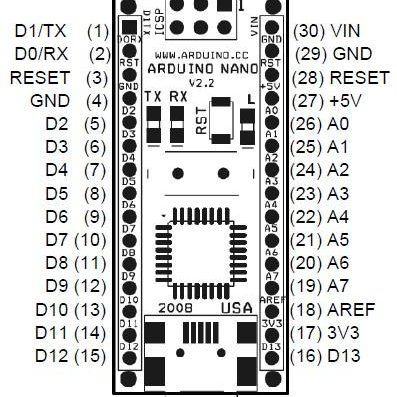 D1/TX (1)
D0/RX (2)
RESET (3)
GND (4)
D2 (5)
D3 (6)
D4 (7)
D5 (8)
D6 (9)
D7 (10)
D8 (11)
D9 (12)
D10 (13)
D11 (14)
D12 (15)
D1TX
ICSP
1
VIN
D0RX
RST
GND
D2
D3
D4
D5
D6
D7
D8
D9
D10
D11
D12
WWW.ARDUINO.CC
ARDUINO NANO
V2.2
TX RX
RST
L
2008 USA
GND
RST
+5V
A0
A1
A2
A3
A4
A5
A6
A7
AREF
3V3
D13
(30) VIN
(29) GND
(28) RESET
(27) +5V
(26) A0
(25) A1
(24) A2
(23) A3
(22) A4
(21) A5
(20) A6
(19) A7
(18) AREF
(17) 3V3
(16) D13